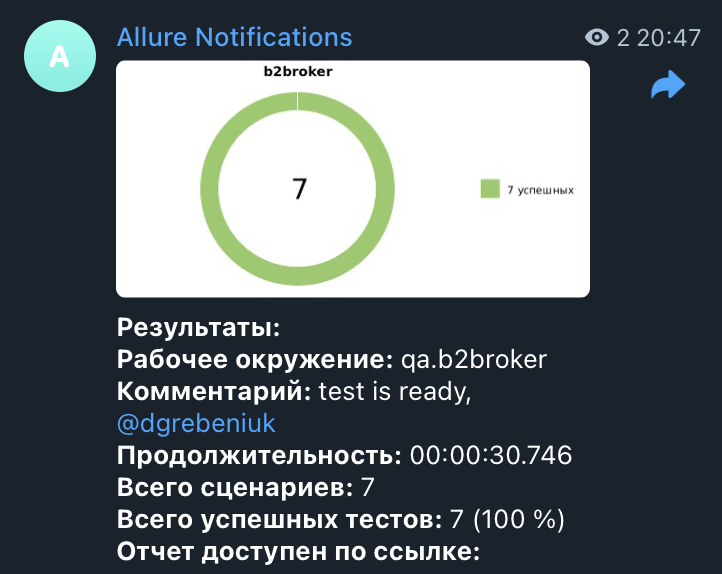 A
Allure Notifications
2 20:47
b2broker
7
7 успешных
Результаты:
Рабочее окружение: qa.b2broker
Комментарий: test is ready,
@dgrebeniuk
Продолжительность: 00:00:30.746
Всего сценариев: 7
Всего успешных тестов: 7 (100 %)
Отчет доступен по ссылке: